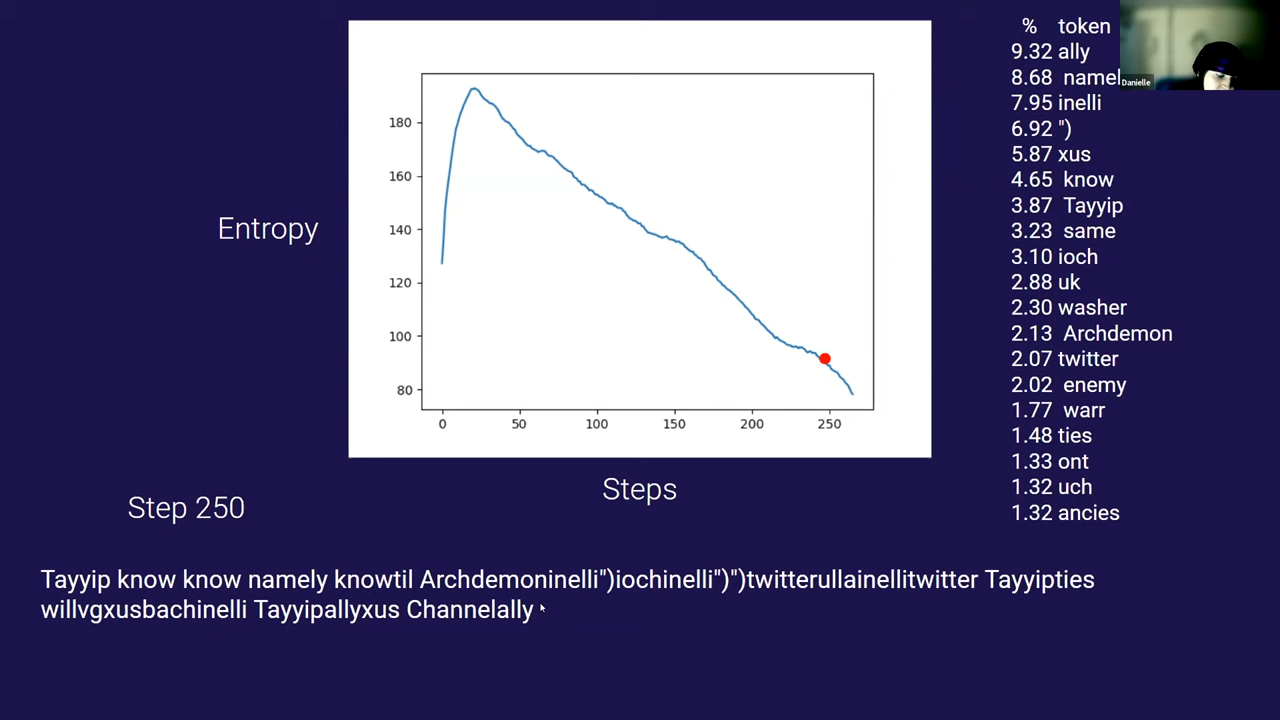 % token
9.32 ally
8.68 namel
Danielle
7.95 inelli
6.92 ")
5.87 xus
4.65 know
3.87 Tayyip
3.23 same
3.10 ioch
2.88 uk
2.30 washer
2.13 Archdemon
2.07 twitter
2.02 enemy
1.77 warr
1.48 ties
1.33 ont
1.32 uch
1.32 ancies
Entropy
180
160
140
120
100
80
0 50 100 150 200 250
Steps
Step 250
Tayyip know know namely knowtil Archdemoninelli")iochinelli")")twitterullainellitwitter Tayyipties
willvgxusbachinelli Tayyipallyxus Channelally